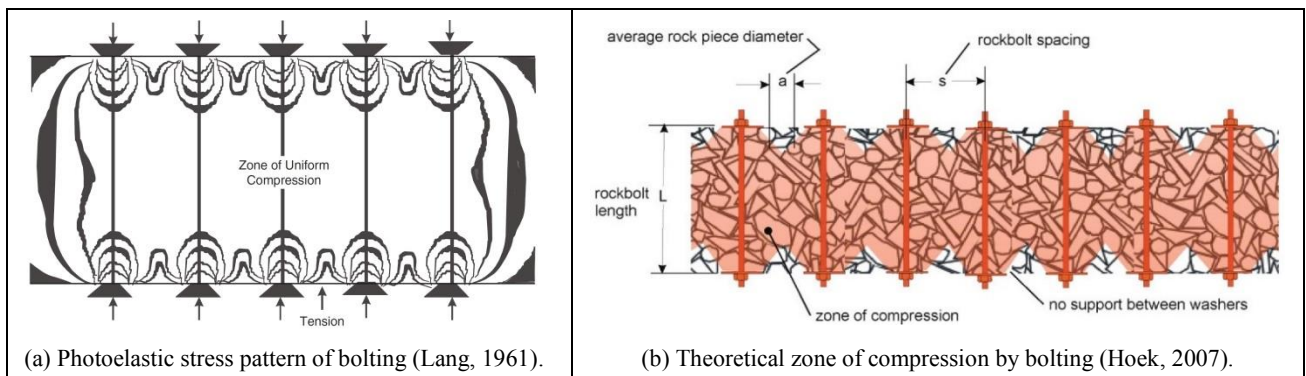 Zone of Uniform
Compression
Tension
(a) Photoelastic stress pattern of bolting (Lang, 1961).
average rock piece diameter
rockbolt spacing
a
s
rockbolt
length
L
no support between washers
zone of compression
(b) Theoretical zone of compression by bolting (Hoek, 2007).